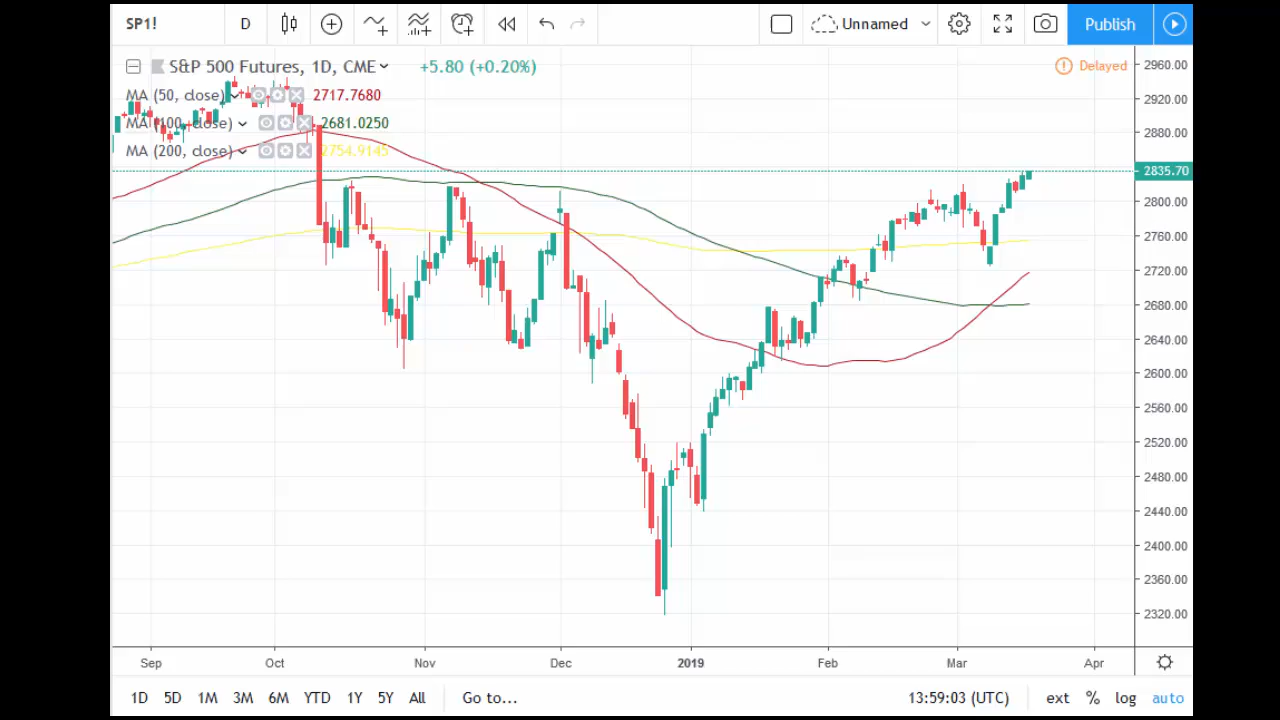 SP1! D Unnamed Publish
S&P 500 Futures, 1D, CME +5.80 (+0.20%) Delayed
MA (50, close) 2717.7680
MA (100, close) 2681.0250
MA (200, close) 2754.9145
2960.00
2920.00
2880.00
2835.70
2800.00
2760.00
2720.00
2680.00
2640.00
2600.00
2560.00
2520.00
2480.00
2440.00
2400.00
2360.00
2320.00
Sep Oct Nov Dec 2019 Feb Mar Apr
1D 5D 1M 3M 6M YTD 1Y 5Y All Go to... 13:59:03 (UTC) ext % log auto